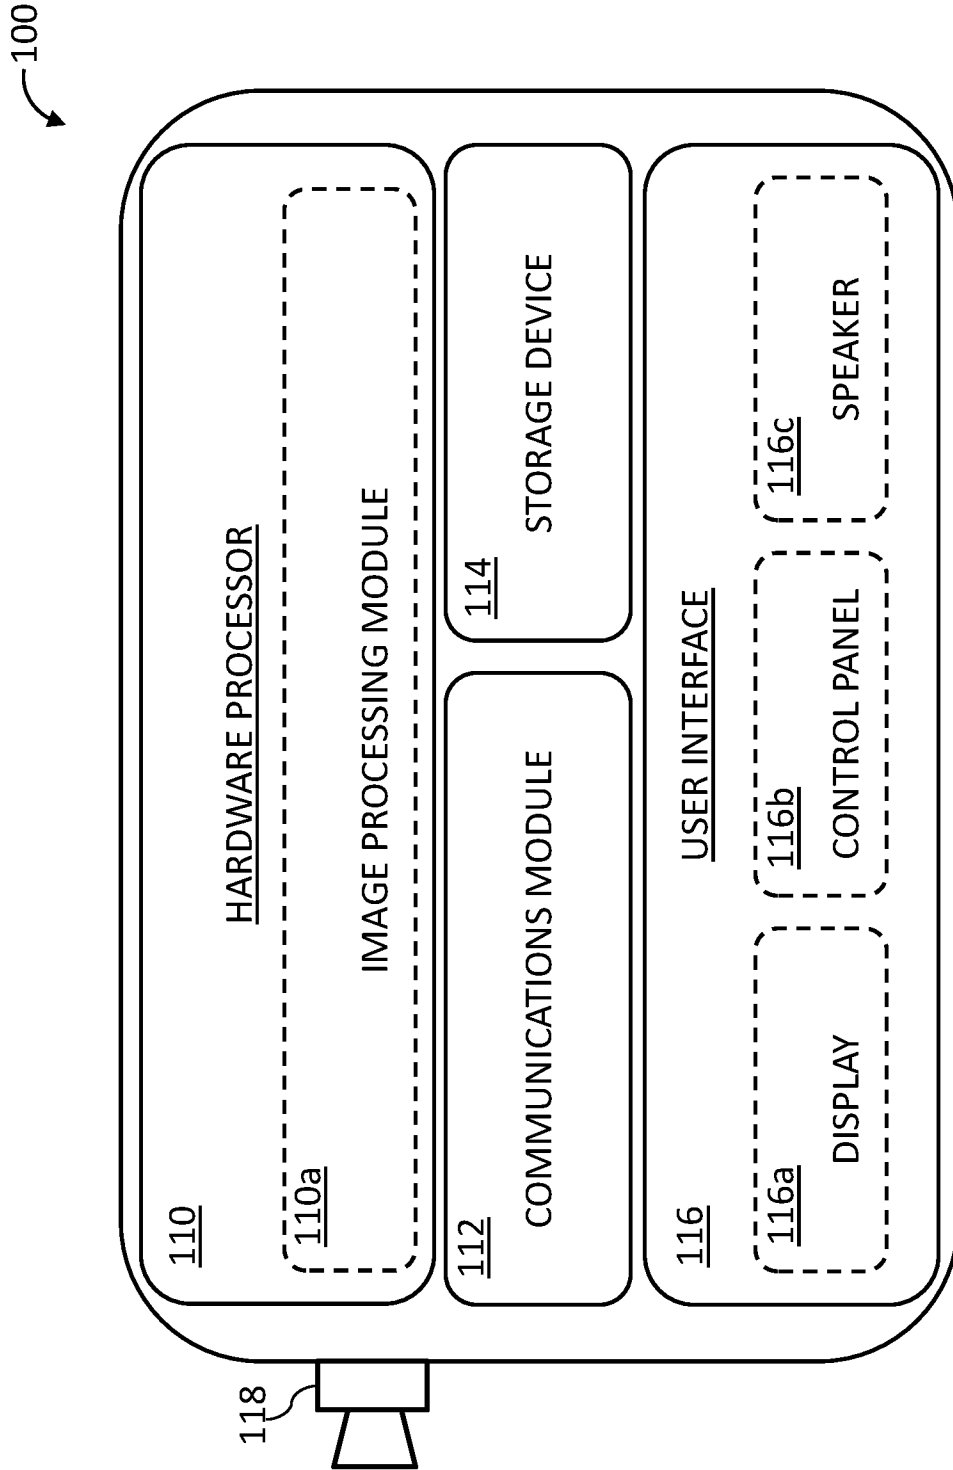 100
110
HARDWARE PROCESSOR
110a
IMAGE PROCESSING MODULE
112
COMMUNICATIONS MODULE
114
STORAGE DEVICE
116
USER INTERFACE
116a
DISPLAY
116b
CONTROL PANEL
116c
SPEAKER
118